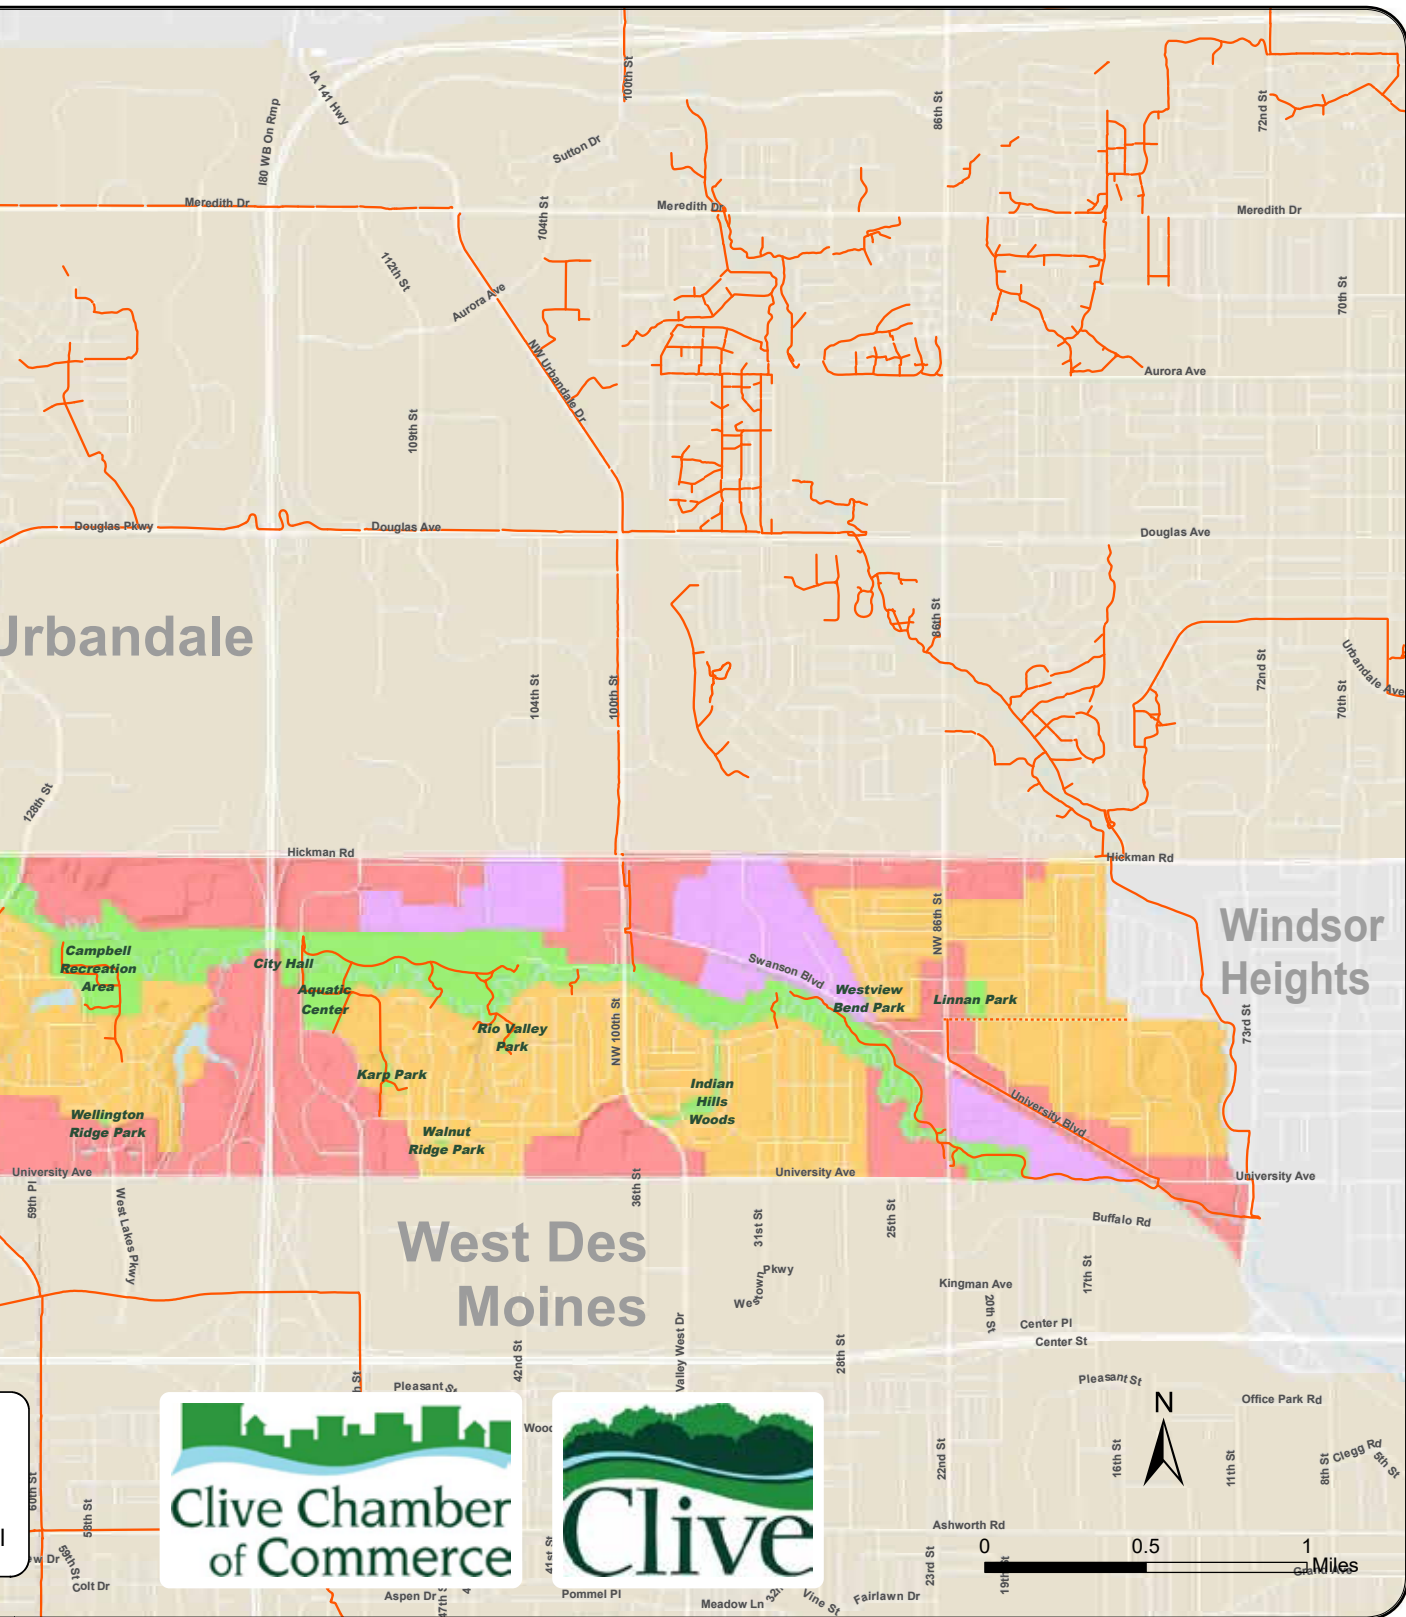 100th St
IA 141 Hwy
I80 WB On Rmp
86th St
72nd St
Sutton Dr
Meredith Dr
104th St
Meredith Dr
Meredith Dr
112th St
Aurora Ave
70th St
NW Urbandale Dr
Aurora Ave
109th St
Douglas Pkwy
Douglas Ave
Douglas Ave
Urbandale
86th St
72nd St
Urbandale Ave
104th St
100th St
70th St
128th St
Hickman Rd
Hickman Rd
Windsor
Heights
NW 86th St
Campbell
Recreation
Area
City Hall
Aquatic
Center
Swanson Blvd
Westview
Bend Park
Linnan Park
Rio Valley
Park
NW 100th St
73rd St
Karp Park
Indian
Hills
Woods
University Blvd
Wellington
Ridge Park
Walnut
Ridge Park
University Ave
University Ave
University Ave
59th Pl
West Lakes Pkwy
36th St
31st St
25th St
Buffalo Rd
West Des
Moines
Westown
Pkwy
Kingman Ave
17th St
20th St
Center Pl
Center St
42nd St
Valley West Dr
28th St
Pleasant St
Pleasant St
Office Park Rd
N
60th St
58th St
59th St
Colt Dr
Clive Chamber
of Commerce
Clive
22nd St
16th St
11th St
8th St
Clegg Rd
5th St
Ashworth Rd
41st St
23rd St
19th St
0 0.5 1
Miles
Grand Ave
Aspen Dr
47th S
Pommel Pl
Meadow Ln
Vine St
Fairlawn Dr